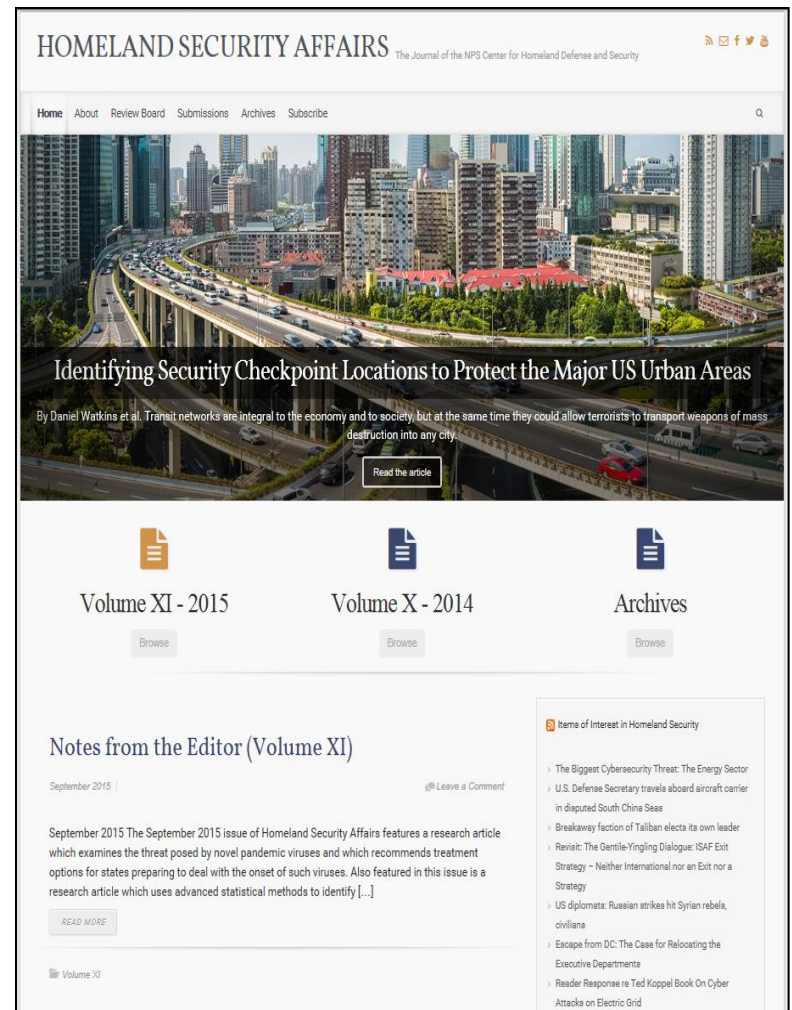 HOMELAND SECURITY AFFAIRS The Journal of the NPS Center for Homeland Defense and Security
Home About Review Board Submissions Archives Subscribe
Identifying Security Checkpoint Locations to Protect the Major US Urban Areas
By Daniel Watkins et al. Transit networks are integral to the economy and to society, but at the same time they could allow terrorists to transport weapons of mass
destruction into any city.
Read the article
Volume XI - 2015
Browse
Volume X - 2014
Browse
Archives
Browse
Notes from the Editor (Volume XI)
September 2015
Leave a Comment
September 2015 The September 2015 issue of Homeland Security Affairs features a research article
which examines the threat posed by novel pandemic viruses and which recommends treatment
options for states preparing to deal with the onset of such viruses. Also featured in this issue is a
research article which uses advanced statistical methods to identify [...]
READ MORE
Volume XI
Items of Interest in Homeland Security
The Biggest Cybersecurity Threat: The Energy Sector
U.S. Defense Secretary travels aboard aircraft carrier
in disputed South China Seas
Breakaway faction of Taliban elects its own leader
Revisit: The Gentile-Yingling Dialogue: ISAF Exit
Strategy – Neither International nor an Exit nor a
Strategy
US diplomats: Russian strikes hit Syrian rebels,
civilians
Escape from DC: The Case for Relocating the
Executive Departments
Reader Response re Ted Koppel Book On Cyber
Attacks on Electric Grid